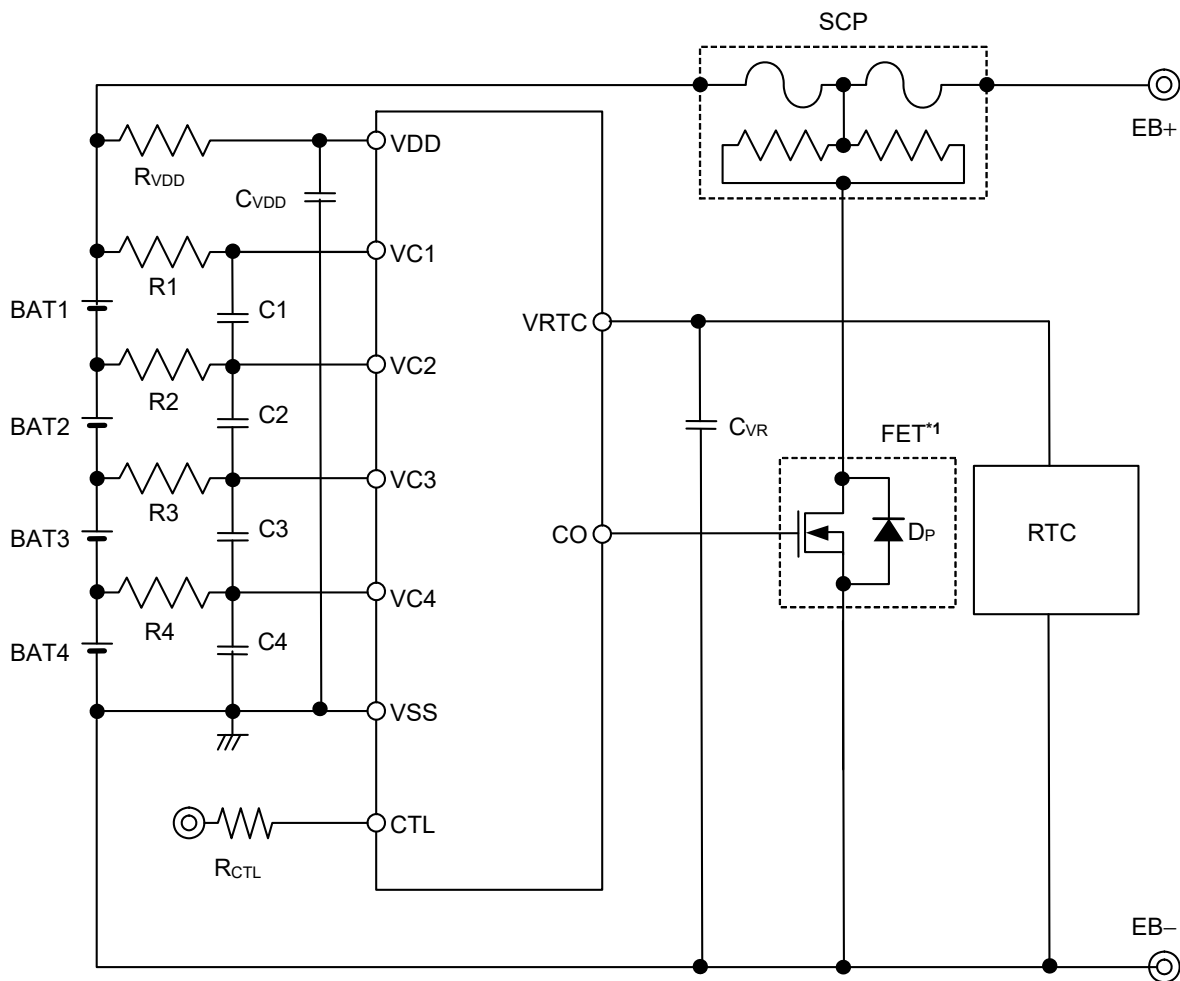 SCP
EB+
RVDD
CVDD
VDD
R1
VC1
BAT1
C1
VRTC
R2
VC2
BAT2
C2
CVR
FET*1
R3
VC3
BAT3
C3
CO
DP
RTC
R4
VC4
BAT4
C4
VSS
CTL
RCTL
EB−